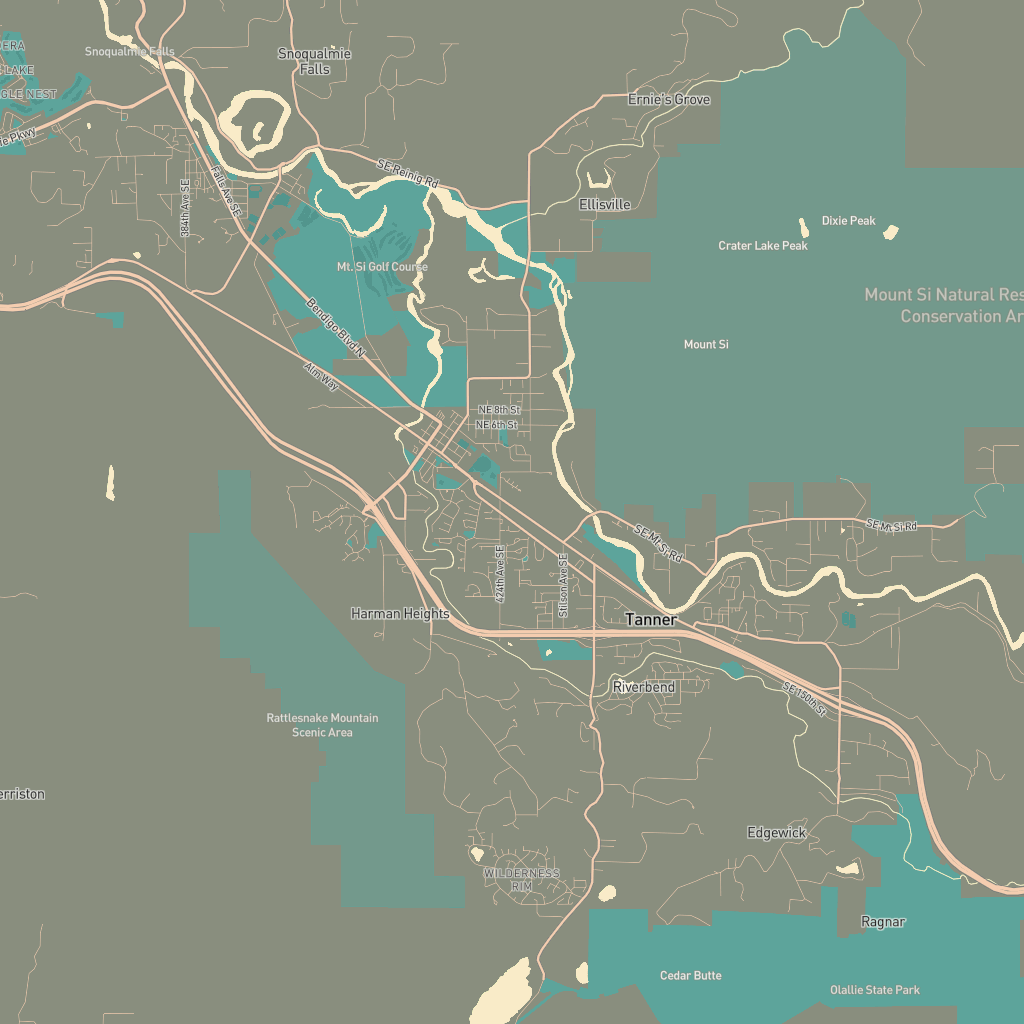 Snoqualmie Falls
Snoqualmie
Falls
LAKE
Ernie's Grove
SE Reinig Rd
384th Ave SE
Falls Ave SE
Ellisville
Dixie Peak
Crater Lake Peak
Mt. Si Golf Course
Mount Si Natural Res
Conservation Ar
Bendigo Blvd N
Mount Si
Alm Way
NE 8th St
NE 6th St
SE Mt Si Rd
SE Mt Si Rd
424th Ave SE
Stilson Ave SE
Harman Heights
Tanner
Riverbend
SE 150th St
Rattlesnake Mountain
Scenic Area
erriston
Edgewick
WILDERNESS
RIM
Ragnar
Cedar Butte
Olallie State Park